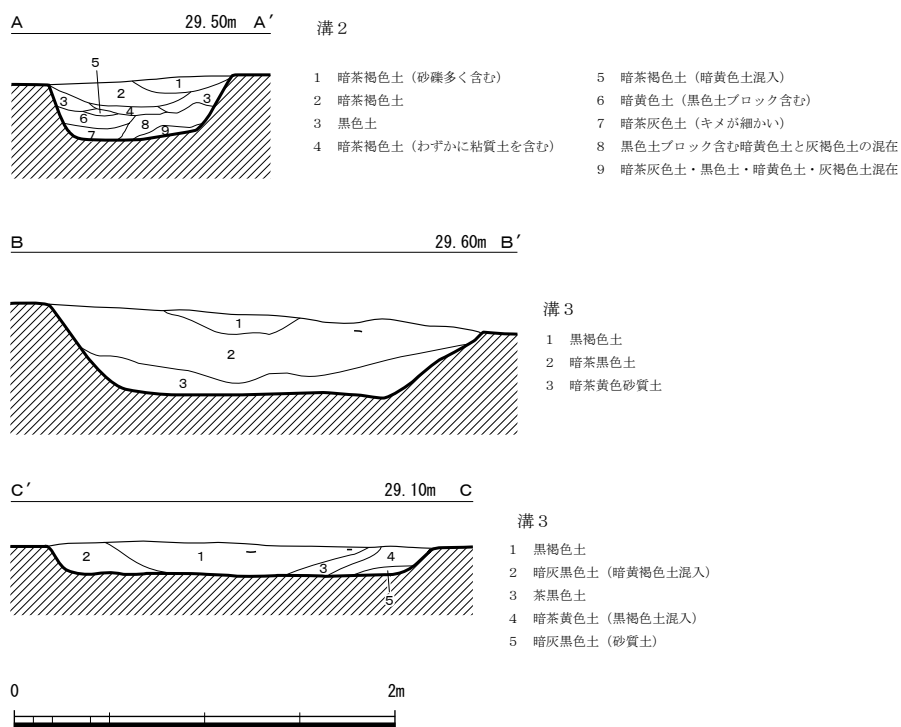 A 29.50m A′
溝２
1 暗茶褐色土（砂礫多く含む）
2 暗茶褐色土
3 黒色土
4 暗茶褐色土（わずかに粘質土を含む）
5 暗茶褐色土（暗黄色土混入）
6 暗黄色土（黒色土ブロック含む）
7 暗茶灰色土（キメが細かい）
8 黒色土ブロック含む暗黄色土と灰褐色土の混在
9 暗茶灰色土・黒色土・暗黄色土・灰褐色土混在
5
1
2
3 3
4
6 8
7 9
B 29.60m B′
溝３
1 黒褐色土
2 暗茶黒色土
3 暗茶黄色砂質土
1
2
3
C′ 29.10m C
溝３
1 黒褐色土
2 暗灰黒色土（暗黄褐色土混入）
3 茶黒色土
4 暗茶黄色土（黒褐色土混入）
5 暗灰黒色土（砂質土）
2 1 4
3
5
0 2m